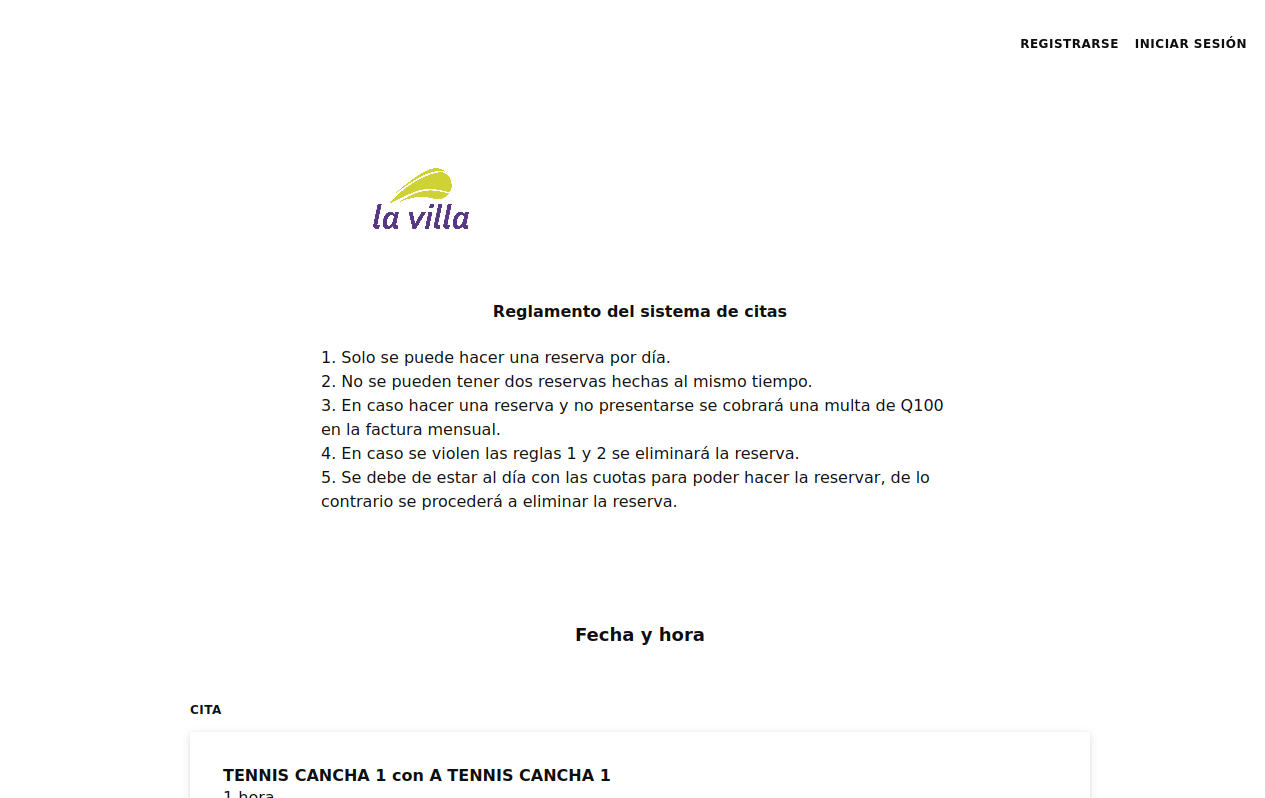 REGISTRARSE INICIAR SESIÓN
la villa
Reglamento del sistema de citas
1. Solo se puede hacer una reserva por día.
2. No se pueden tener dos reservas hechas al mismo tiempo.
3. En caso hacer una reserva y no presentarse se cobrará una multa de Q100
en la factura mensual.
4. En caso se violen las reglas 1 y 2 se eliminará la reserva.
5. Se debe de estar al día con las cuotas para poder hacer la reservar, de lo
contrario se procederá a eliminar la reserva.
Fecha y hora
CITA
TENNIS CANCHA 1 con A TENNIS CANCHA 1
1 hora